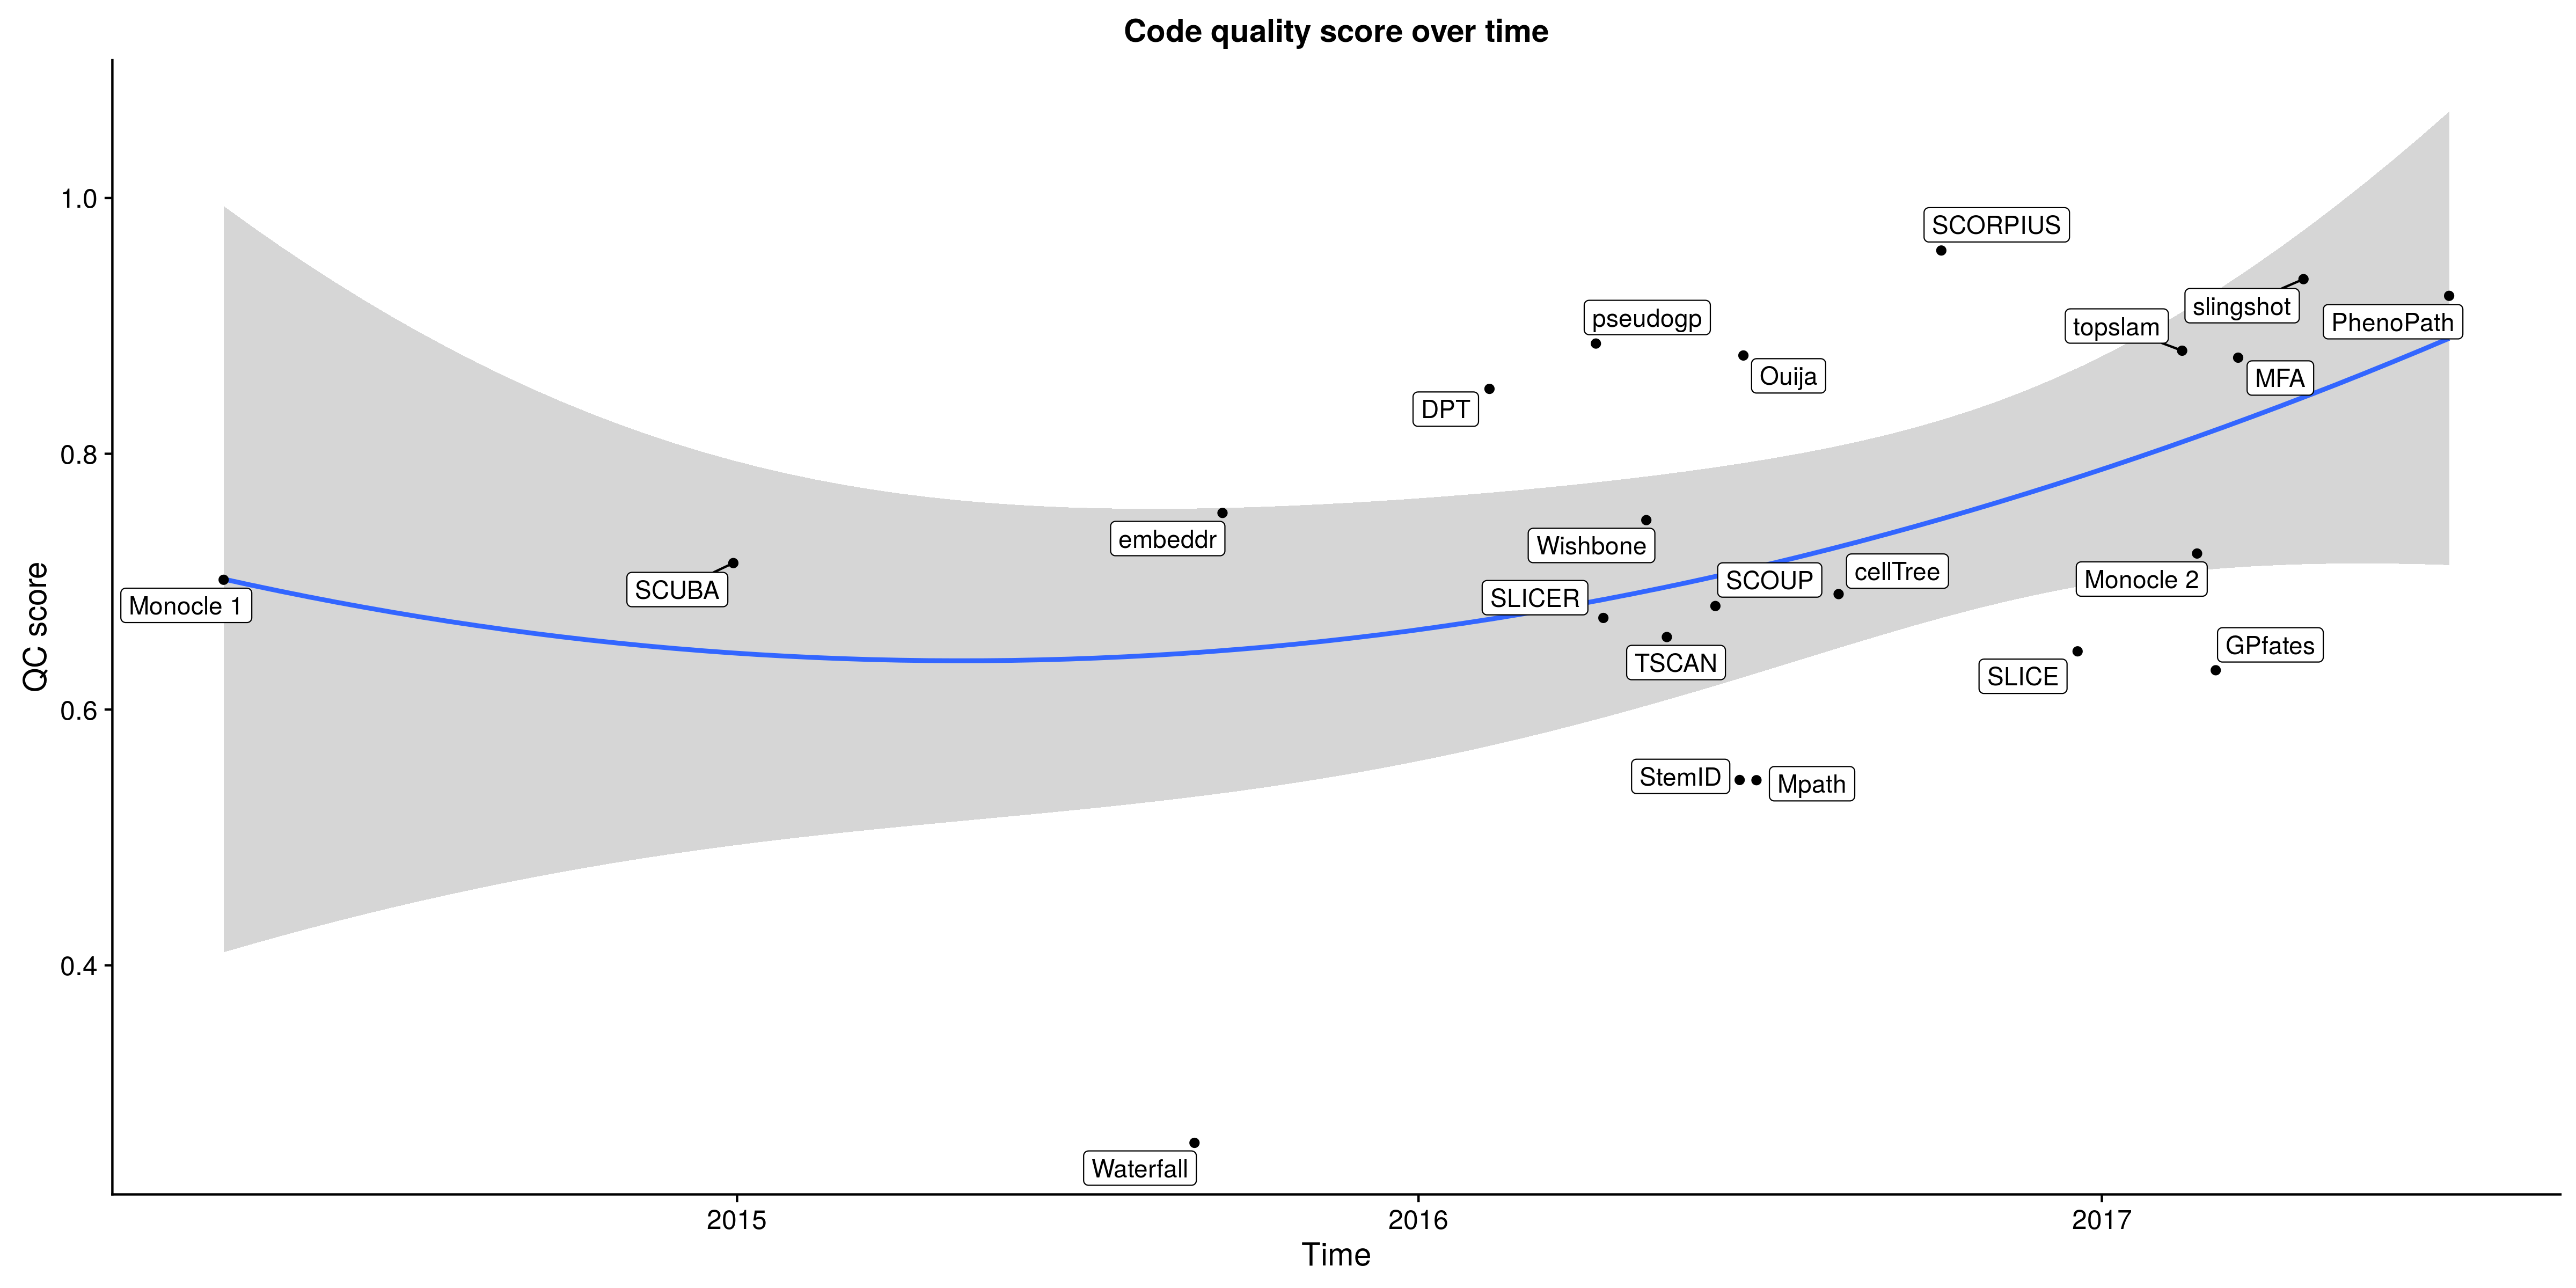 Code quality score over time
QC score
1.0
0.8
0.6
0.4
SCORPIUS
slingshot
pseudogp
topslam
PhenoPath
Ouija
MFA
DPT
embeddr
Wishbone
cellTree
SCOUP
Monocle 2
SCUBA
SLICER
Monocle 1
GPfates
TSCAN
SLICE
StemID
Mpath
Waterfall
2015
2016
2017
Time